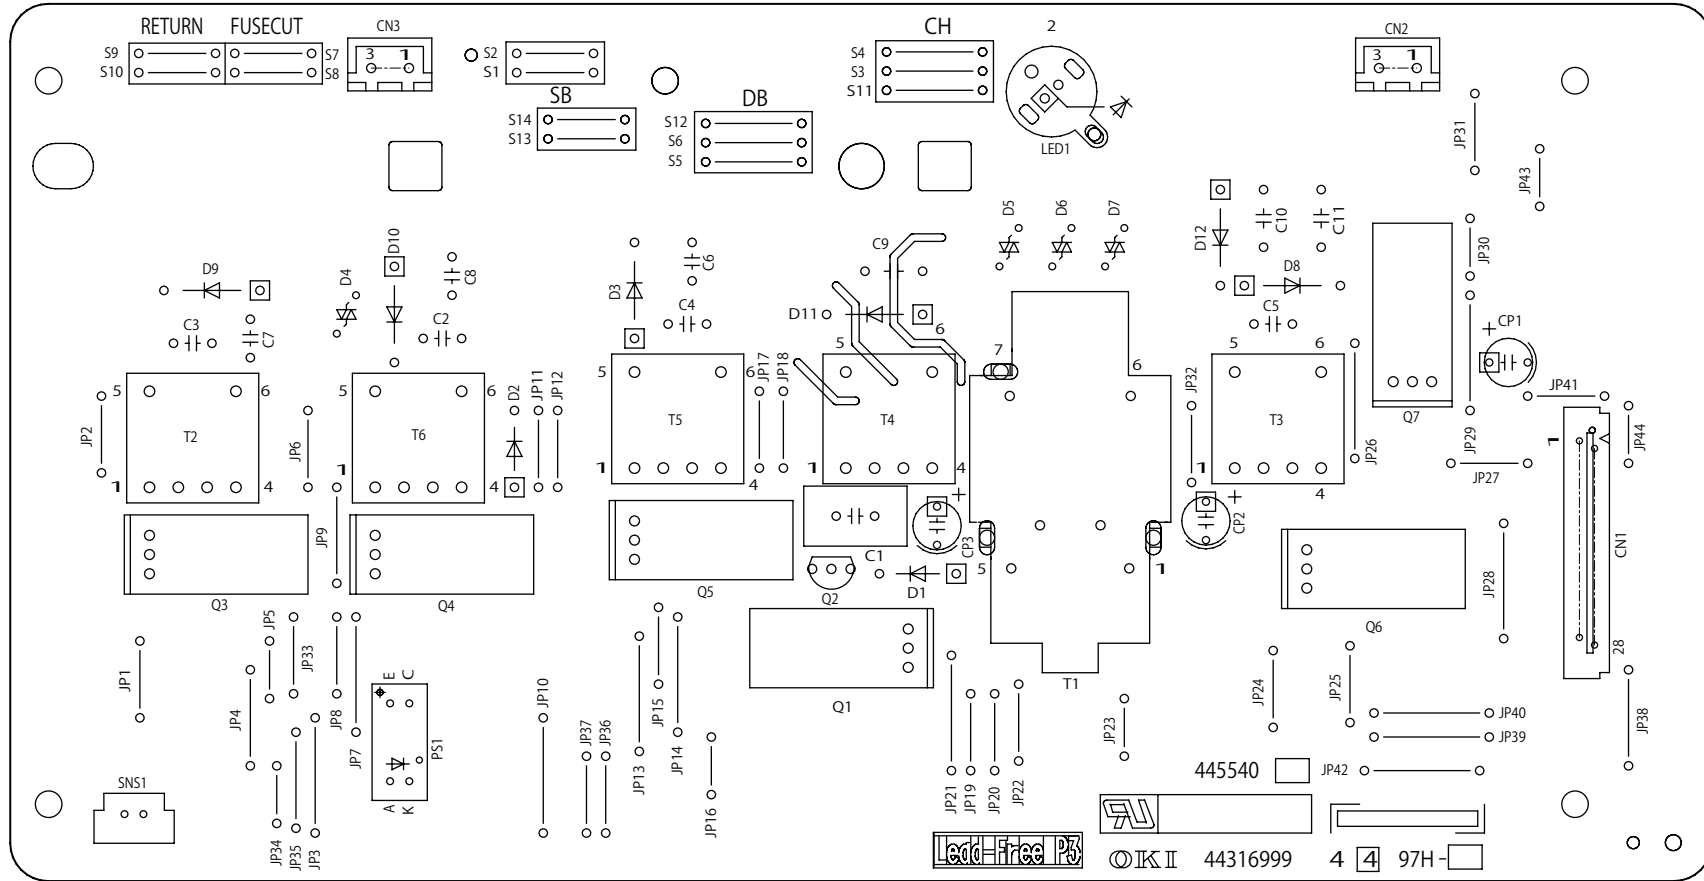 RETURN FUSECUT CN3 CH 2 CN2
S9 S7 3 1 S2 S4 3 1
S10 S8 S1 S3
S11
SB DB
S14 S12
S13 S6
S5
LED1
JP31
JP43
D5 D6 D7 D12 C10 C11
D9 D4 D10 C8 D3 C6 C9 D8 JP30
C3 C7 C2 C4 D11 C5 + CP1
5 6 5 6 5 6 5 6 7 6 5 6
JP2 T2 JP6 T6 D2 JP11 JP12 T5 JP17 JP18 T4 JP32 T3 JP26 Q7 JP29 JP41 JP44
1 4 1 4 1 4 1 4 1 4 JP27 1
JP9 C1 + CP3 + CP2 CN1
5 1
Q3 Q4 Q5 Q2 D1 Q6 JP28
28
JP1 JP5 JP33 E C
JP4 JP8 JP7 PS1 JP10 JP15 Q1 T1 JP24 JP25 JP38
JP37 JP36 JP13 JP14 JP23 JP40
JP39
SNS1 A K JP16 JP21 JP19 JP20 JP22 445540 JP42
JP34 JP35 JP3
Ledd-Free P3 OKI 44316999 4 4 97H-